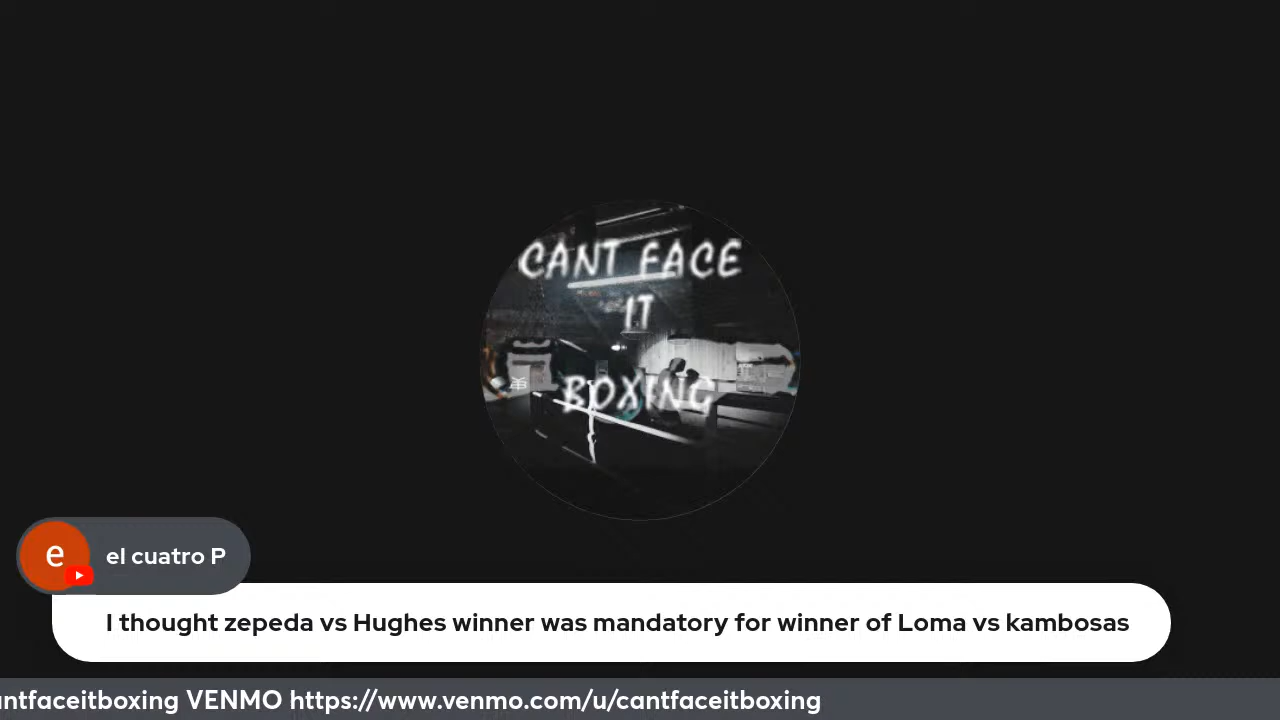 CANT FACE
IT
BOXING
e
el cuatro P
I thought zepeda vs Hughes winner was mandatory for winner of Loma vs kambosas
antfaceitboxing VENMO https://www.venmo.com/u/cantfaceitboxing